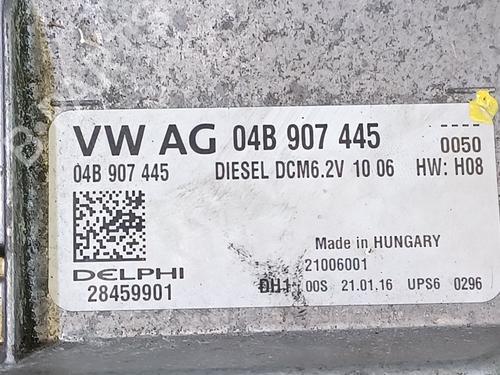 VW AG 04B 907 445
----
0050
04B 907 445 DIESEL DCM6.2V 10 06 HW: H08
Made in HUNGARY
DELPHI
21006001
28459901
DH1 00S 21.01.16 UPS6 0296